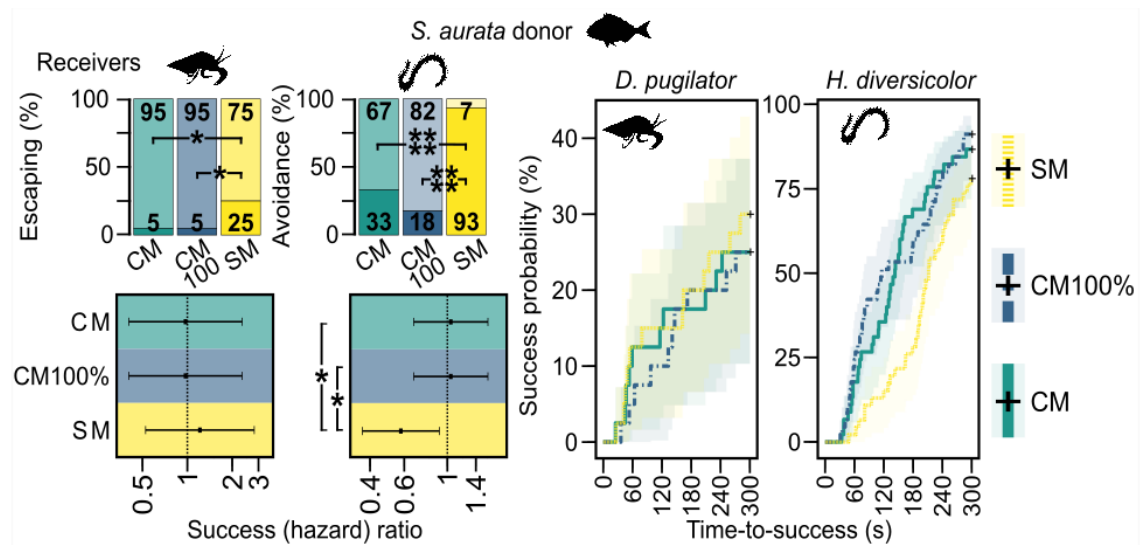 S. aurata donor
Receivers
Escaping (%)
100
50
0
95
95
75
*
*
5
5
25
CM
CM
100
SM
Avoidance (%)
100
50
0
67
82
7
**
**
**
**
33
18
93
CM
CM
100
SM
CM
CM100%
SM
0.5
1
2
3
*
*
0.4
0.6
1
1.4
Success (hazard) ratio
D. pugilator
H. diversicolor
Success probability (%)
40
30
20
10
0
0
60
120
180
240
300
100
75
50
25
0
0
60
120
180
240
300
Time-to-success (s)
SM
CM100%
CM